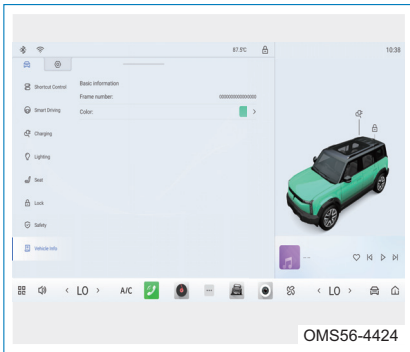 87.5℃
10:38
Shortcut Control
Smart Driving
Charging
Lighting
Seat
Lock
Safety
Vehicle Info
Basic information
Frame number:
Color:
--
LO
A/C
LO
OMS56-4424